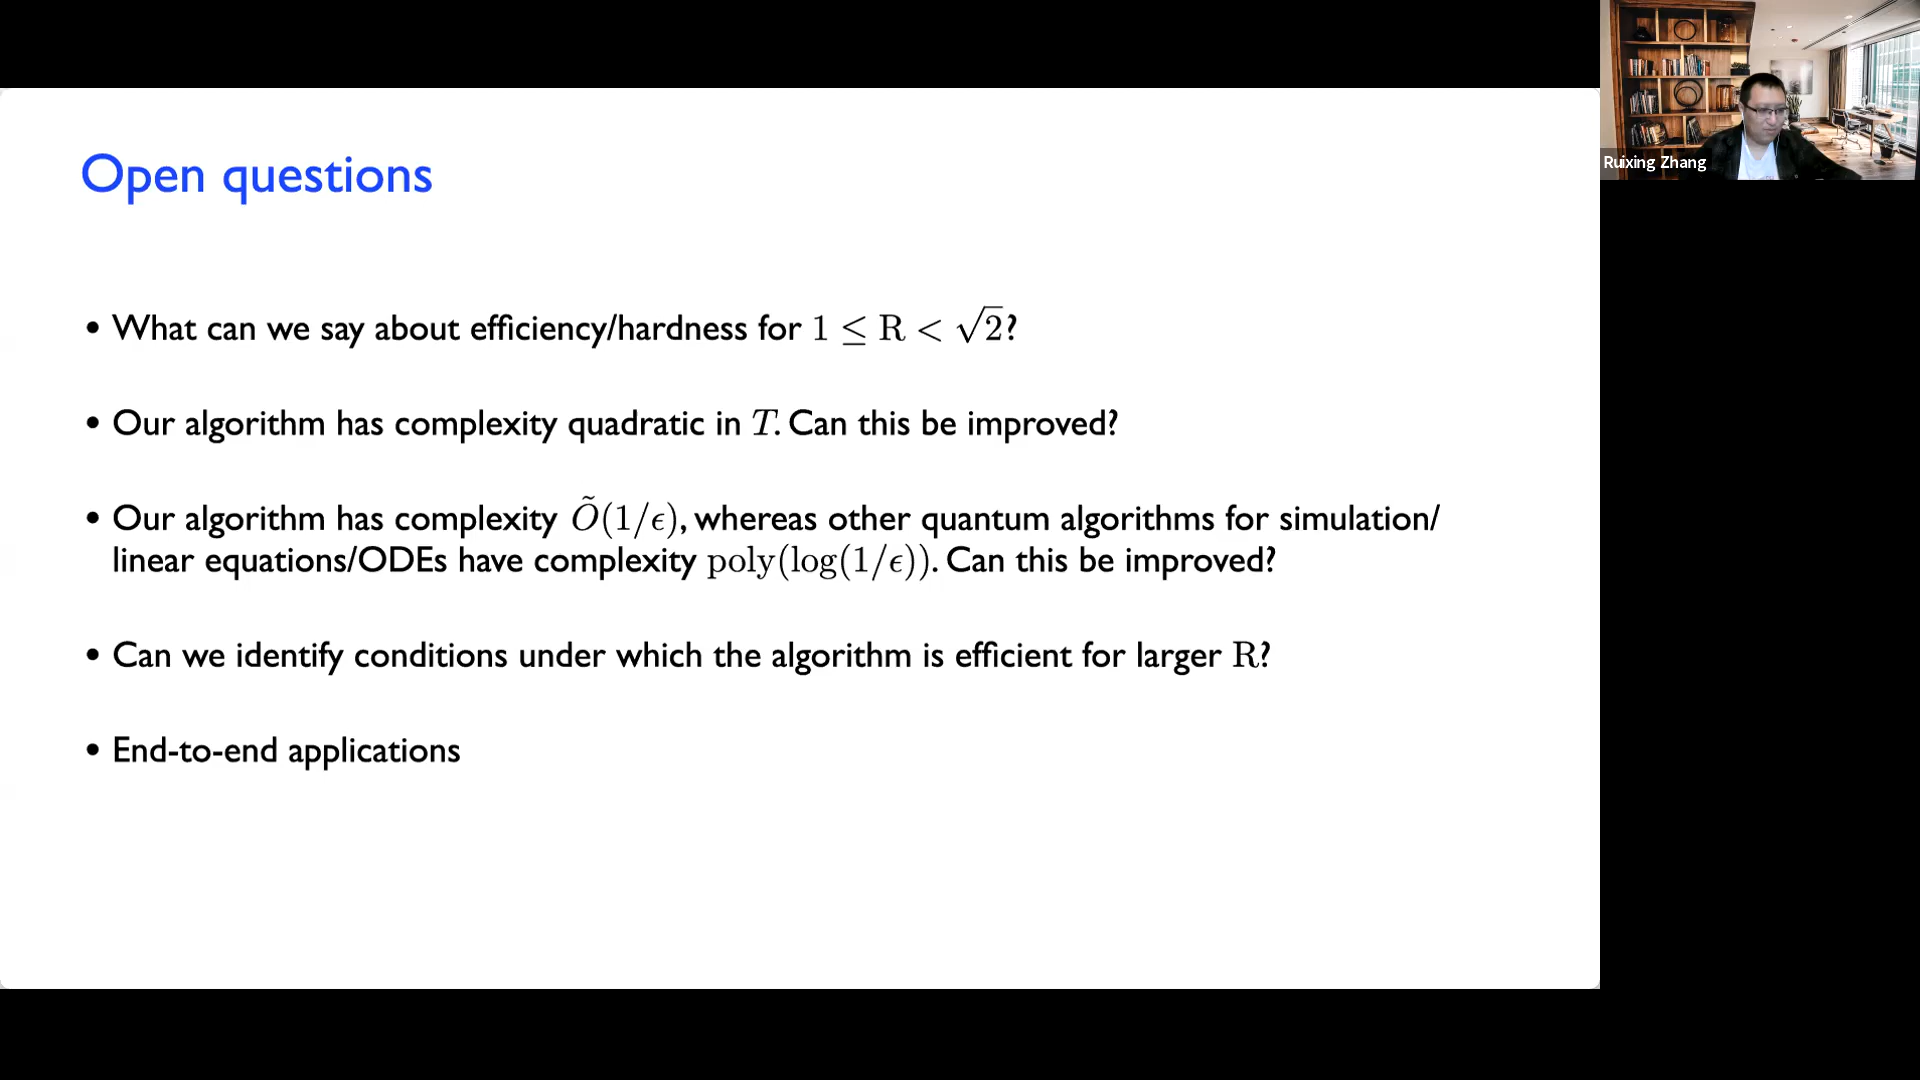 Open questions
• What can we say about efficiency/hardness for 1 ≤ R < √2?
• Our algorithm has complexity quadratic in T. Can this be improved?
• Our algorithm has complexity Õ(1/ϵ), whereas other quantum algorithms for simulation/
linear equations/ODEs have complexity poly(log(1/ϵ)). Can this be improved?
• Can we identify conditions under which the algorithm is efficient for larger R?
• End-to-end applications
Ruixing Zhang